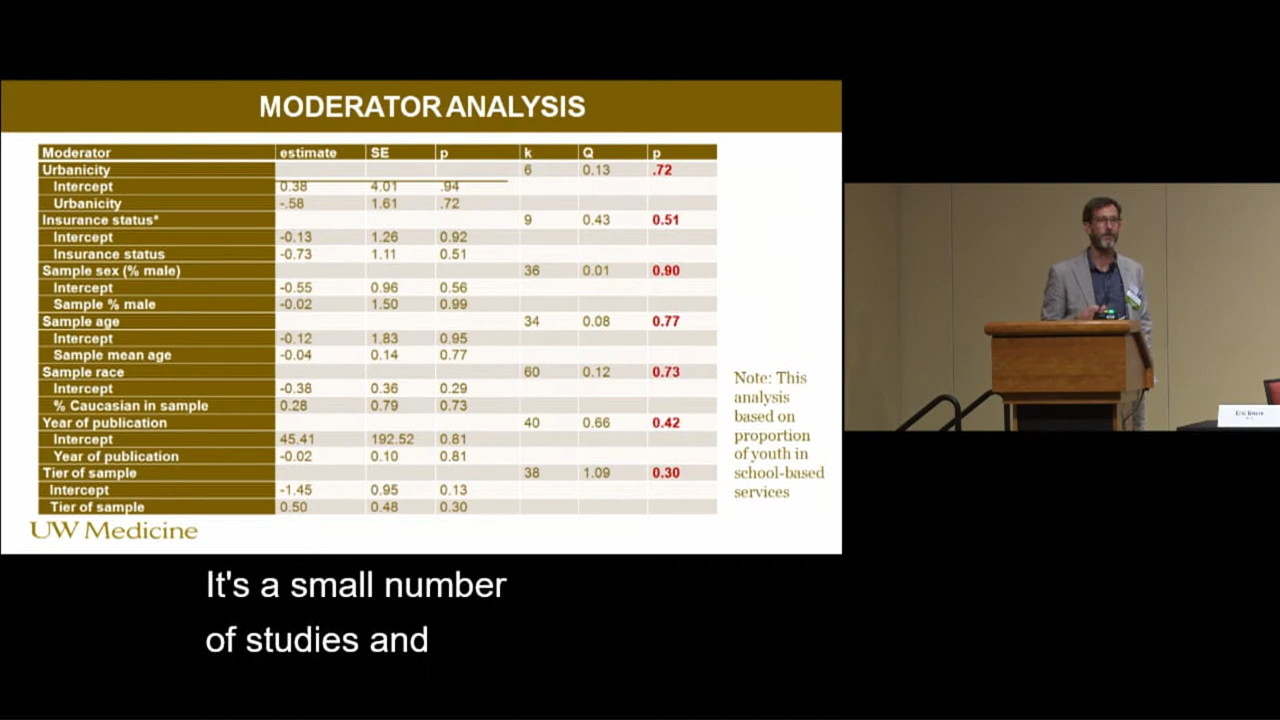 MODERATOR ANALYSIS
Moderator estimate SE p k Q p
Urbanicity 6 0.13 .72
Intercept 0.38 4.01 .94
Urbanicity -.58 1.61 .72
Insurance status* 9 0.43 0.51
Intercept -0.13 1.26 0.92
Insurance status -0.73 1.11 0.51
Sample sex (% male) 36 0.01 0.90
Intercept -0.55 0.96 0.56
Sample % male -0.02 1.50 0.99
Sample age 34 0.08 0.77
Intercept -0.12 1.83 0.95
Sample mean age -0.04 0.14 0.77
Sample race 60 0.12 0.73
Intercept -0.38 0.36 0.29
% Caucasian in sample 0.28 0.79 0.73
Year of publication 40 0.66 0.42
Intercept 45.41 192.52 0.81
Year of publication -0.02 0.10 0.81
Tier of sample 38 1.09 0.30
Intercept -1.45 0.95 0.13
Tier of sample 0.50 0.48 0.30
Note: This
analysis
based on
proportion
of youth in
school-based
services
UW Medicine
It's a small number
of studies and